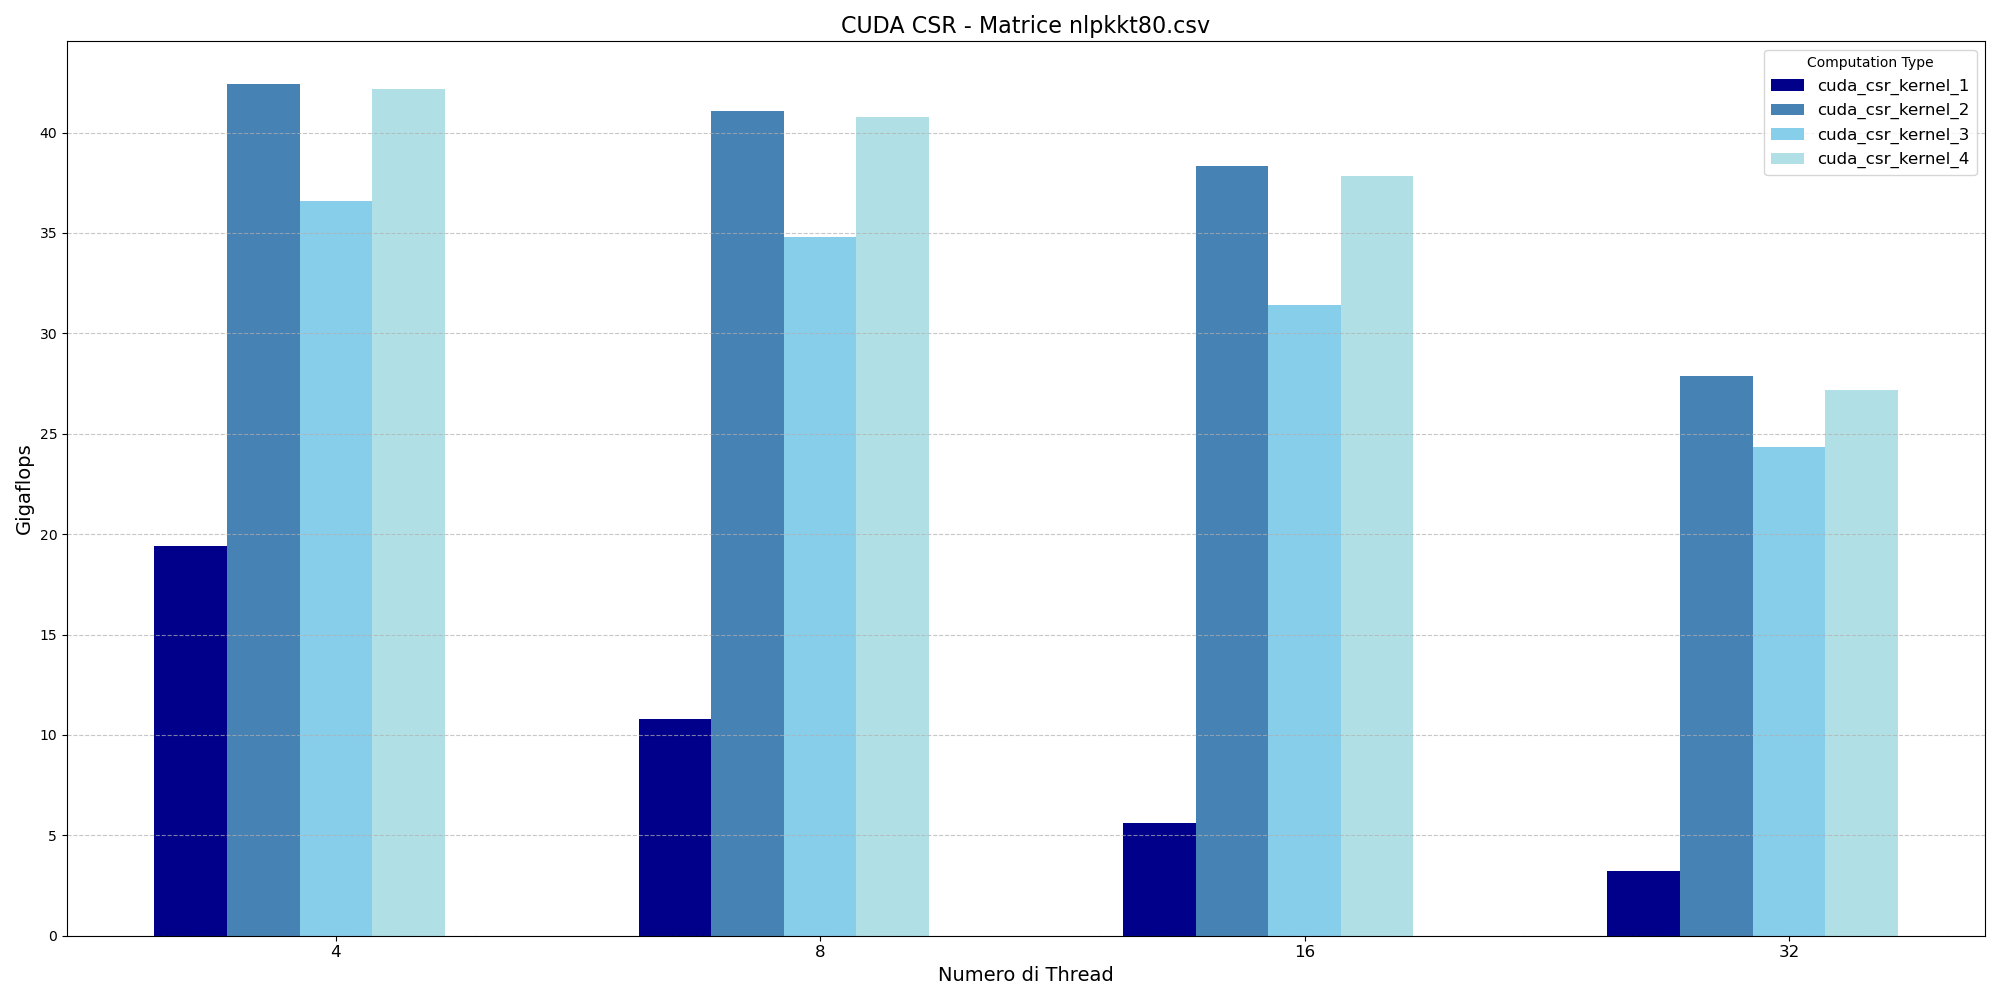 CUDA CSR - Matrice nlpkkt80.csv
Computation Type
cuda_csr_kernel_1
cuda_csr_kernel_2
cuda_csr_kernel_3
cuda_csr_kernel_4
Gigaflops
40
35
30
25
20
15
10
5
0
4 8 16 32
Numero di Thread